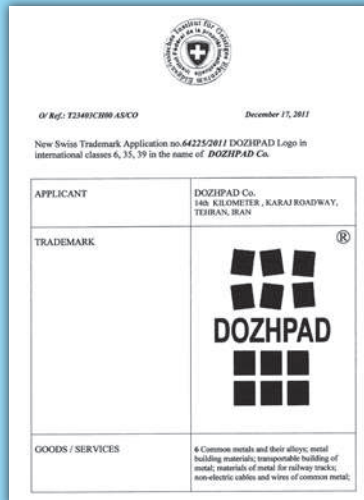 O/ Ref.: T23403CH00 AS/CO
December 17, 2011
New Swiss Trademark Application no.64225/2011 DOZHPAD Logo in
international classes 6, 35, 39 in the name of DOZHPAD Co.
APPLICANT
DOZHPAD Co.
14th KILOMETER , KARAJ ROADWAY,
TEHRAN, IRAN
TRADEMARK
®
DOZHPAD
GOODS / SERVICES
6 Common metals and their alloys; metal
building materials; transportable building of
metal; materials of metal for railway tracks;
non-electric cables and wires of common metal;